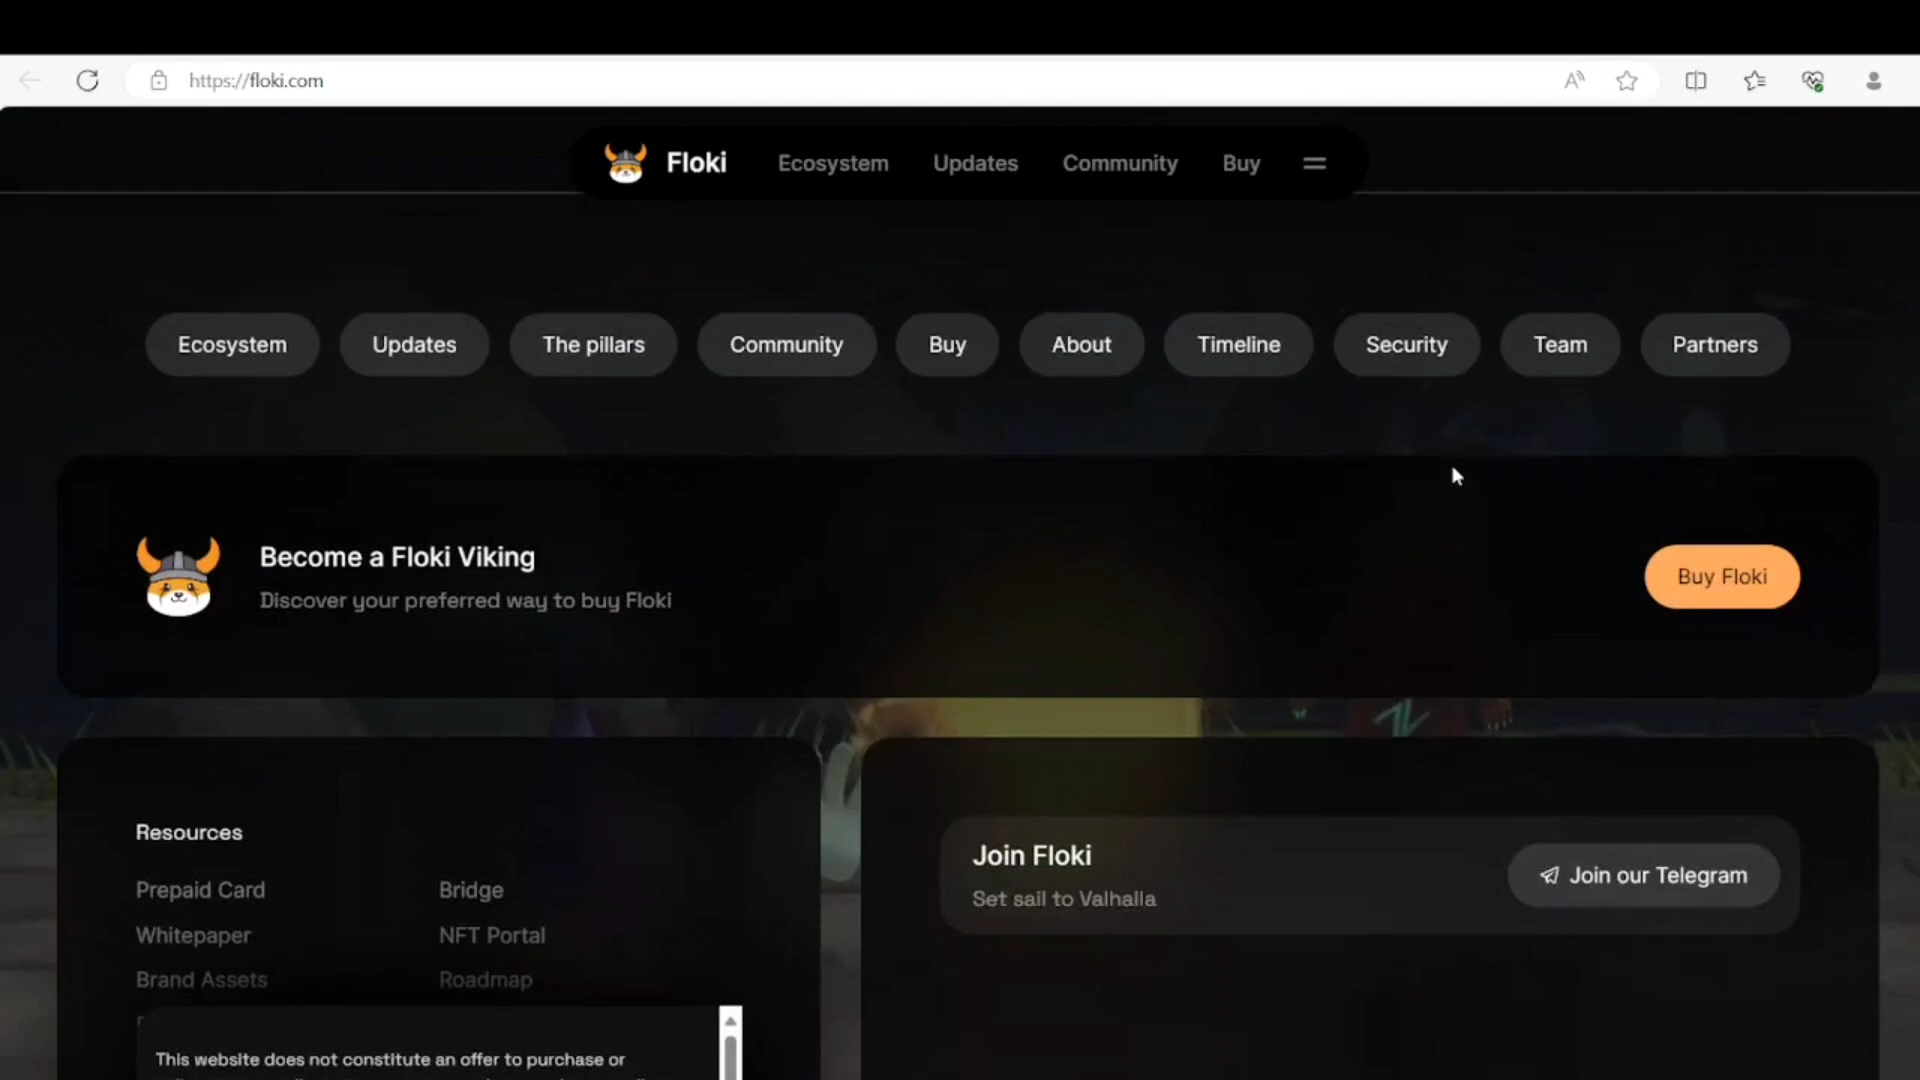 https://floki.com
Floki Ecosystem Updates Community Buy
Ecosystem Updates The pillars Community Buy About Timeline Security Team Partners
Become a Floki Viking
Discover your preferred way to buy Floki
Buy Floki
Resources
Prepaid Card Bridge
Whitepaper NFT Portal
Brand Assets Roadmap
This website does not constitute an offer to purchase or
Join Floki
Set sail to Valhalla
Join our Telegram